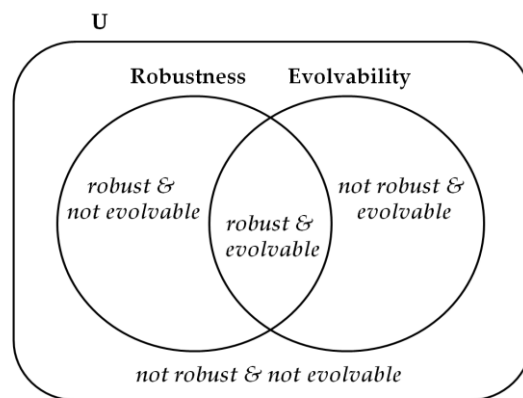 U
Robustness Evolvability
robust &
not evolvable
robust &
evolvable
not robust &
evolvable
not robust & not evolvable